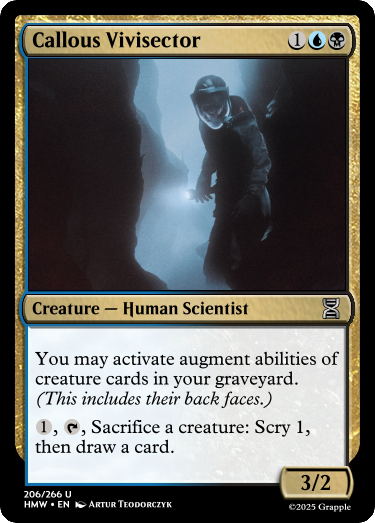 Callous Vivisector 1
Creature — Human Scientist
You may activate augment abilities of
creature cards in your graveyard.
(This includes their back faces.)
1, , Sacrifice a creature: Scry 1,
then draw a card.
3/2
206/266 U
HMW • EN Artur Teodorczyk
©2025 Grapple